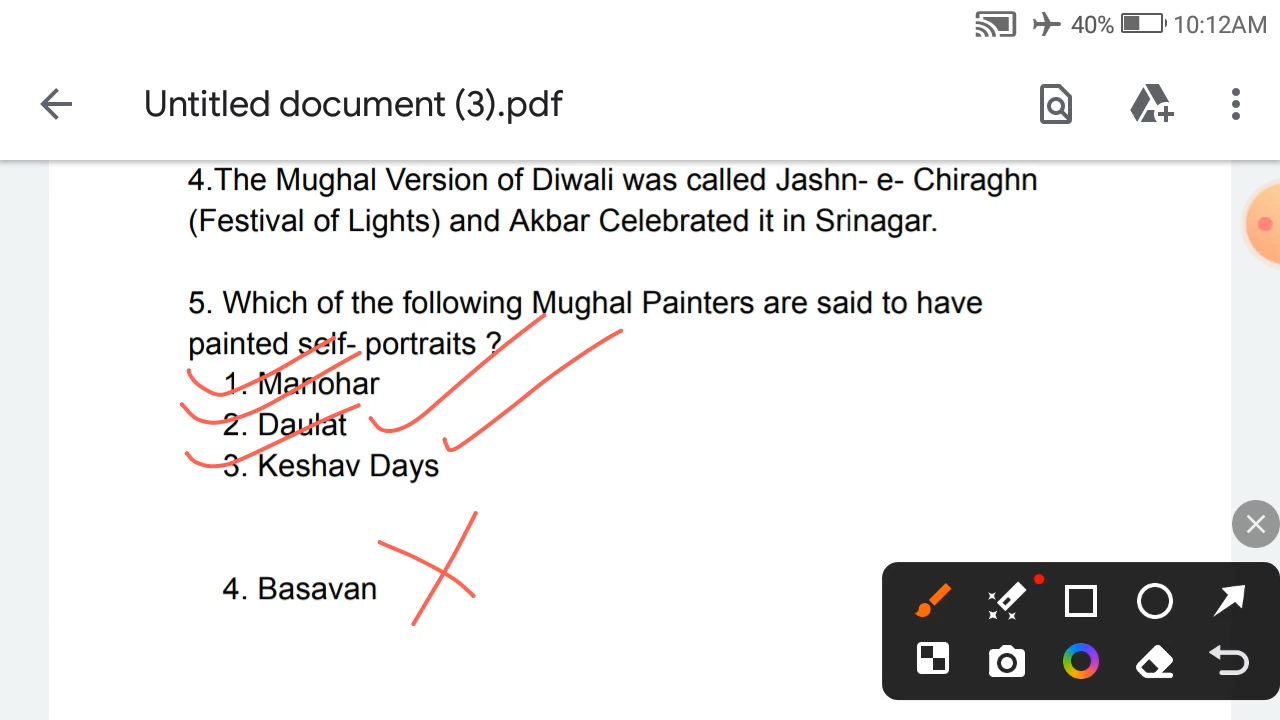 40% 10:12AM
Untitled document (3).pdf
4.The Mughal Version of Diwali was called Jashn- e- Chiraghn
(Festival of Lights) and Akbar Celebrated it in Srinagar.
5. Which of the following Mughal Painters are said to have
painted self- portraits ?
1. Manohar
2. Daulat
3. Keshav Days
4. Basavan